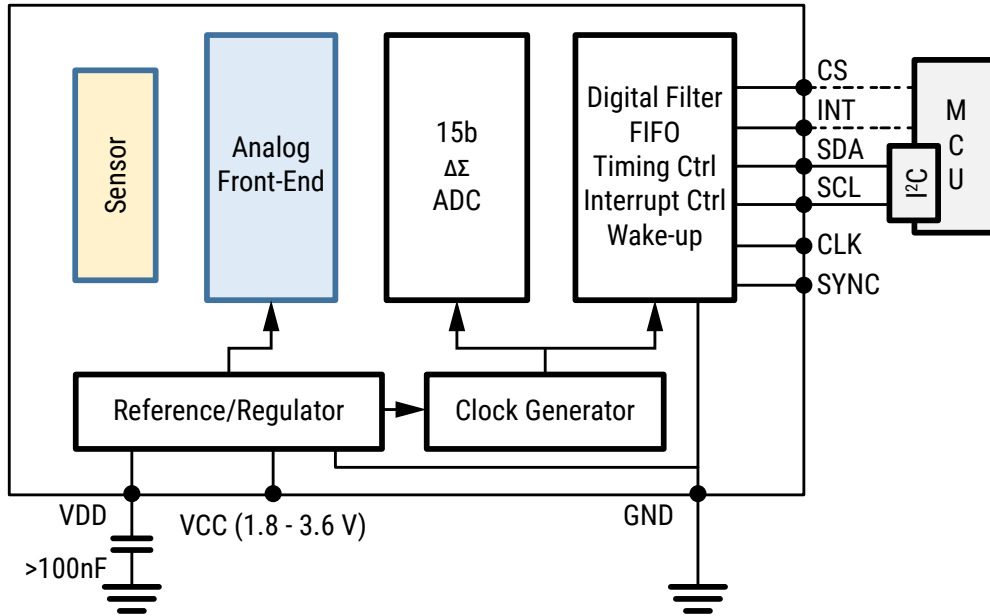 Sensor
Analog
Front-End
15b
ΔΣ
ADC
Digital Filter
FIFO
Timing Ctrl
Interrupt Ctrl
Wake-up
CS
INT
SDA
SCL
CLK
SYNC
I²C
M
C
U
Reference/Regulator
Clock Generator
VDD
VCC (1.8 - 3.6 V)
GND
>100nF